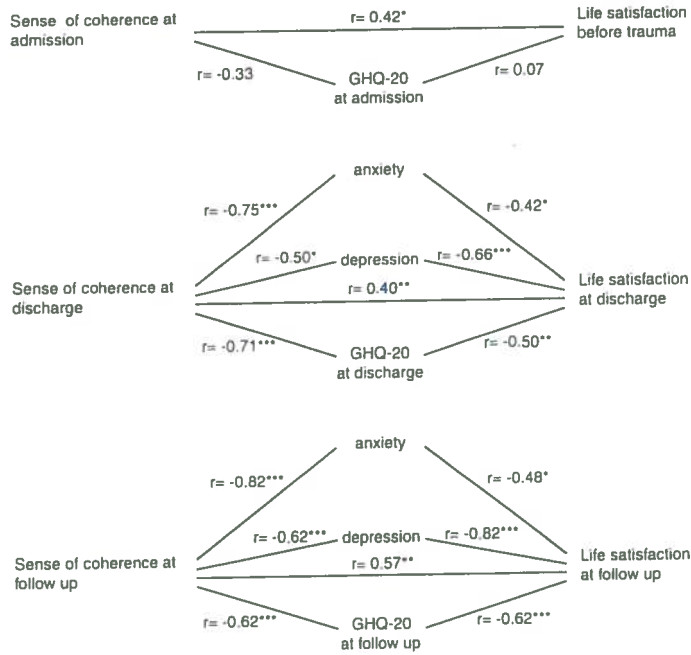 Sense of coherence at
admission
r= 0.42*
Life satisfaction
before trauma
r= -0.33
GHQ-20
at admission
r= 0.07
anxiety
r= -0.75***
r= -0.42*
r= -0.50*
depression
r= -0.66***
Sense of coherence at
discharge
r= 0.40**
Life satisfaction
at discharge
r= -0.71***
GHQ-20
at discharge
r= -0.50**
anxiety
r= -0.82***
r= -0.48*
r= -0.62***
depression
r= -0.82***
Sense of coherence at
follow up
r= 0.57**
Life satisfaction
at follow up
r= -0.62***
GHQ-20
at follow up
r= -0.62***